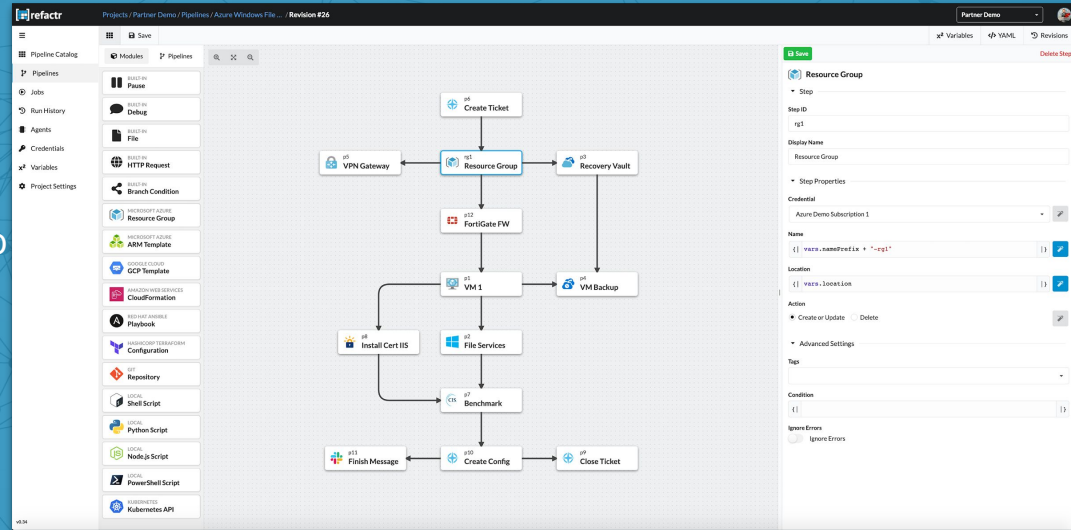 refactr
Projects / Partner Demo / Pipelines / Azure Windows File ... / Revision #26
Partner Demo
Save
x² Variables
</> YAML
Revisions
Pipeline Catalog
Pipelines
Jobs
Run History
Agents
Credentials
x² Variables
Project Settings
v0.34
Modules
Pipelines
BUILT-IN
Pause
BUILT-IN
Debug
BUILT-IN
File
BUILT-IN
HTTP Request
BUILT-IN
Branch Condition
MICROSOFT AZURE
Resource Group
MICROSOFT AZURE
ARM Template
GOOGLE CLOUD
GCP Template
AMAZON WEB SERVICES
CloudFormation
RED HAT ANSIBLE
Playbook
HASHICORP TERRAFORM
Configuration
GIT
Repository
LOCAL
Shell Script
LOCAL
Python Script
LOCAL
Node.js Script
LOCAL
PowerShell Script
KUBERNETES
Kubernetes API
p6
Create Ticket
p5
VPN Gateway
rg1
Resource Group
p3
Recovery Vault
p12
FortiGate FW
p1
VM 1
p4
VM Backup
p8
Install Cert IIS
p2
File Services
CIS
p7
Benchmark
p11
Finish Message
p10
Create Config
p9
Close Ticket
Save
Delete Step
Resource Group
Step
Step ID
rg1
Display Name
Resource Group
Step Properties
Credential
Azure Demo Subscription 1
Name
{| vars.namePrefix + "-rg1" |}
Location
{| vars.location |}
Action
Create or Update
Delete
Advanced Settings
Tags
Condition
{| |}
Ignore Errors
Ignore Errors